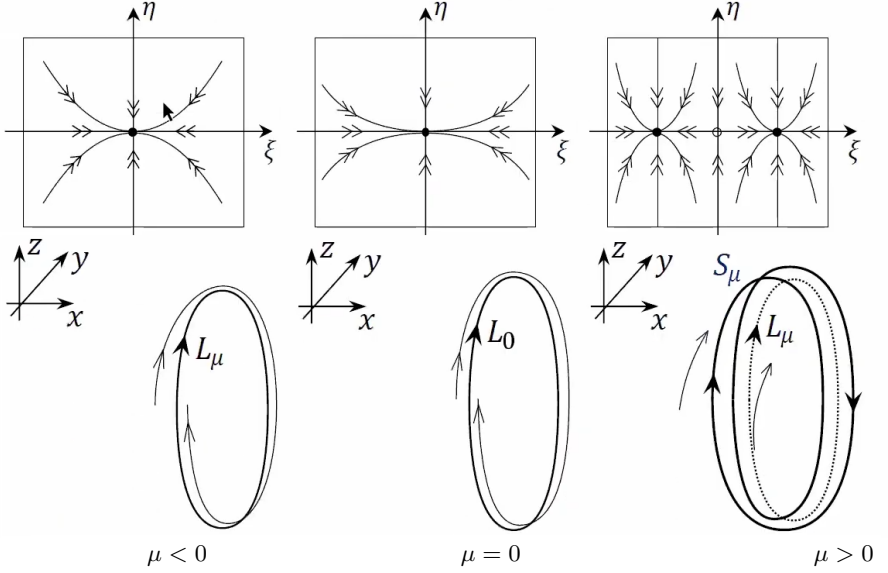 η η η
ξ ξ ξ
z y x z y x z y x
S_μ
L_μ L_0 L_μ
μ < 0 μ = 0 μ > 0